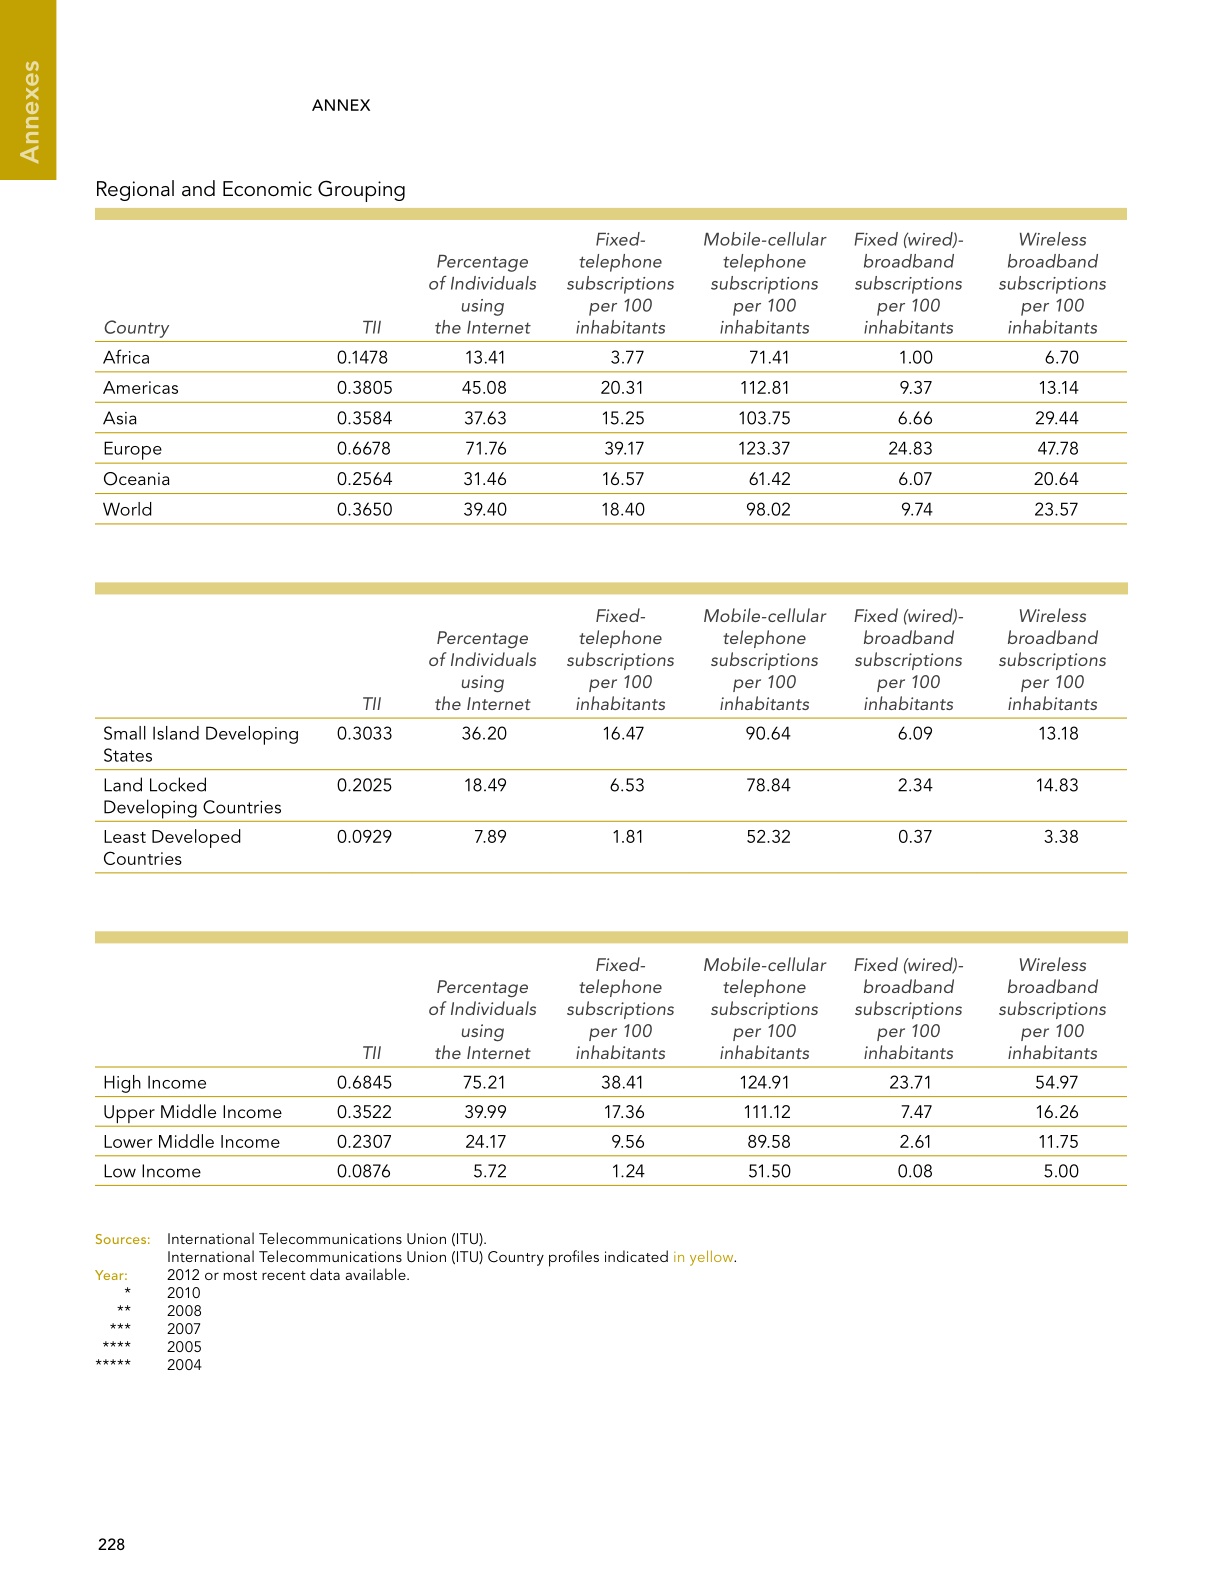 Annexes
ANNEX
Regional and Economic Grouping
Fixed- Mobile-cellular Fixed (wired)- Wireless
Percentage telephone telephone broadband broadband
of Individuals subscriptions subscriptions subscriptions subscriptions
using per 100 per 100 per 100 per 100
Country TII the Internet inhabitants inhabitants inhabitants inhabitants
Africa 0.1478 13.41 3.77 71.41 1.00 6.70
Americas 0.3805 45.08 20.31 112.81 9.37 13.14
Asia 0.3584 37.63 15.25 103.75 6.66 29.44
Europe 0.6678 71.76 39.17 123.37 24.83 47.78
Oceania 0.2564 31.46 16.57 61.42 6.07 20.64
World 0.3650 39.40 18.40 98.02 9.74 23.57
Fixed- Mobile-cellular Fixed (wired)- Wireless
Percentage telephone telephone broadband broadband
of Individuals subscriptions subscriptions subscriptions subscriptions
using per 100 per 100 per 100 per 100
TII the Internet inhabitants inhabitants inhabitants inhabitants
Small Island Developing 0.3033 36.20 16.47 90.64 6.09 13.18
States
Land Locked 0.2025 18.49 6.53 78.84 2.34 14.83
Developing Countries
Least Developed 0.0929 7.89 1.81 52.32 0.37 3.38
Countries
Fixed- Mobile-cellular Fixed (wired)- Wireless
Percentage telephone telephone broadband broadband
of Individuals subscriptions subscriptions subscriptions subscriptions
using per 100 per 100 per 100 per 100
TII the Internet inhabitants inhabitants inhabitants inhabitants
High Income 0.6845 75.21 38.41 124.91 23.71 54.97
Upper Middle Income 0.3522 39.99 17.36 111.12 7.47 16.26
Lower Middle Income 0.2307 24.17 9.56 89.58 2.61 11.75
Low Income 0.0876 5.72 1.24 51.50 0.08 5.00
Sources: International Telecommunications Union (ITU).
International Telecommunications Union (ITU) Country profiles indicated in yellow.
Year: 2012 or most recent data available.
* 2010
** 2008
*** 2007
**** 2005
***** 2004
228